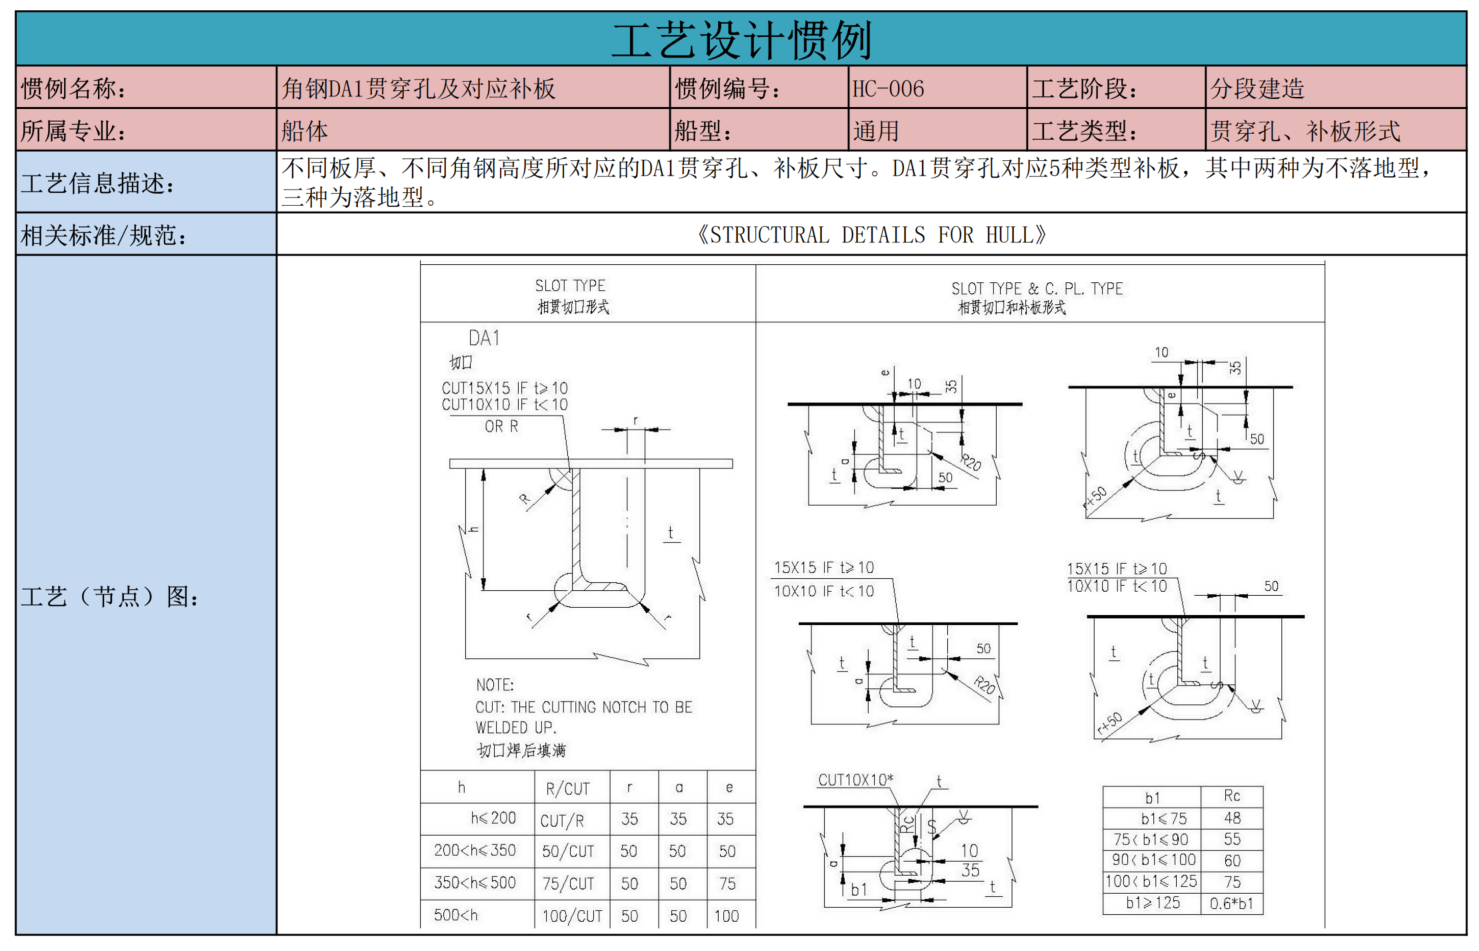 工艺设计惯例
惯例名称： 角钢DA1贯穿孔及对应补板 惯例编号： HC-006 工艺阶段： 分段建造
所属专业： 船体 船型： 通用 工艺类型： 贯穿孔、补板形式
工艺信息描述： 不同板厚、不同角钢高度所对应的DA1贯穿孔、补板尺寸。DA1贯穿孔对应5种类型补板，其中两种为不落地型，
三种为落地型。
相关标准/规范： 《STRUCTURAL DETAILS FOR HULL》
工艺（节点）图：
SLOT TYPE
相贯切口形式
SLOT TYPE & C. PL. TYPE
相贯切口和补板形式
DA1
切口
CUT15X15 IF t≥10
CUT10X10 IF t<10
OR R
r
R
h
t
r
r
NOTE:
CUT: THE CUTTING NOTCH TO BE
WELDED UP.
切口焊后填满
h R/CUT r a e
h≤200 CUT/R 35 35 35
200<h≤350 50/CUT 50 50 50
350<h≤500 75/CUT 50 50 75
500<h 100/CUT 50 50 100
e
10
35
t
a
R20
t
50
10
35
e
t
50
t
S
V
r+50
t
15X15 IF t≥10
10X10 IF t<10
t
t
50
a
R20
15X15 IF t≥10
10X10 IF t<10
50
t
t
t
S
V
r+50
CUT10X10*
t
Rc
S
V
a
10
35
b1
t
b1 Rc
b1≤75 48
75<b1≤90 55
90<b1≤100 60
100<b1≤125 75
b1≥125 0.6*b1